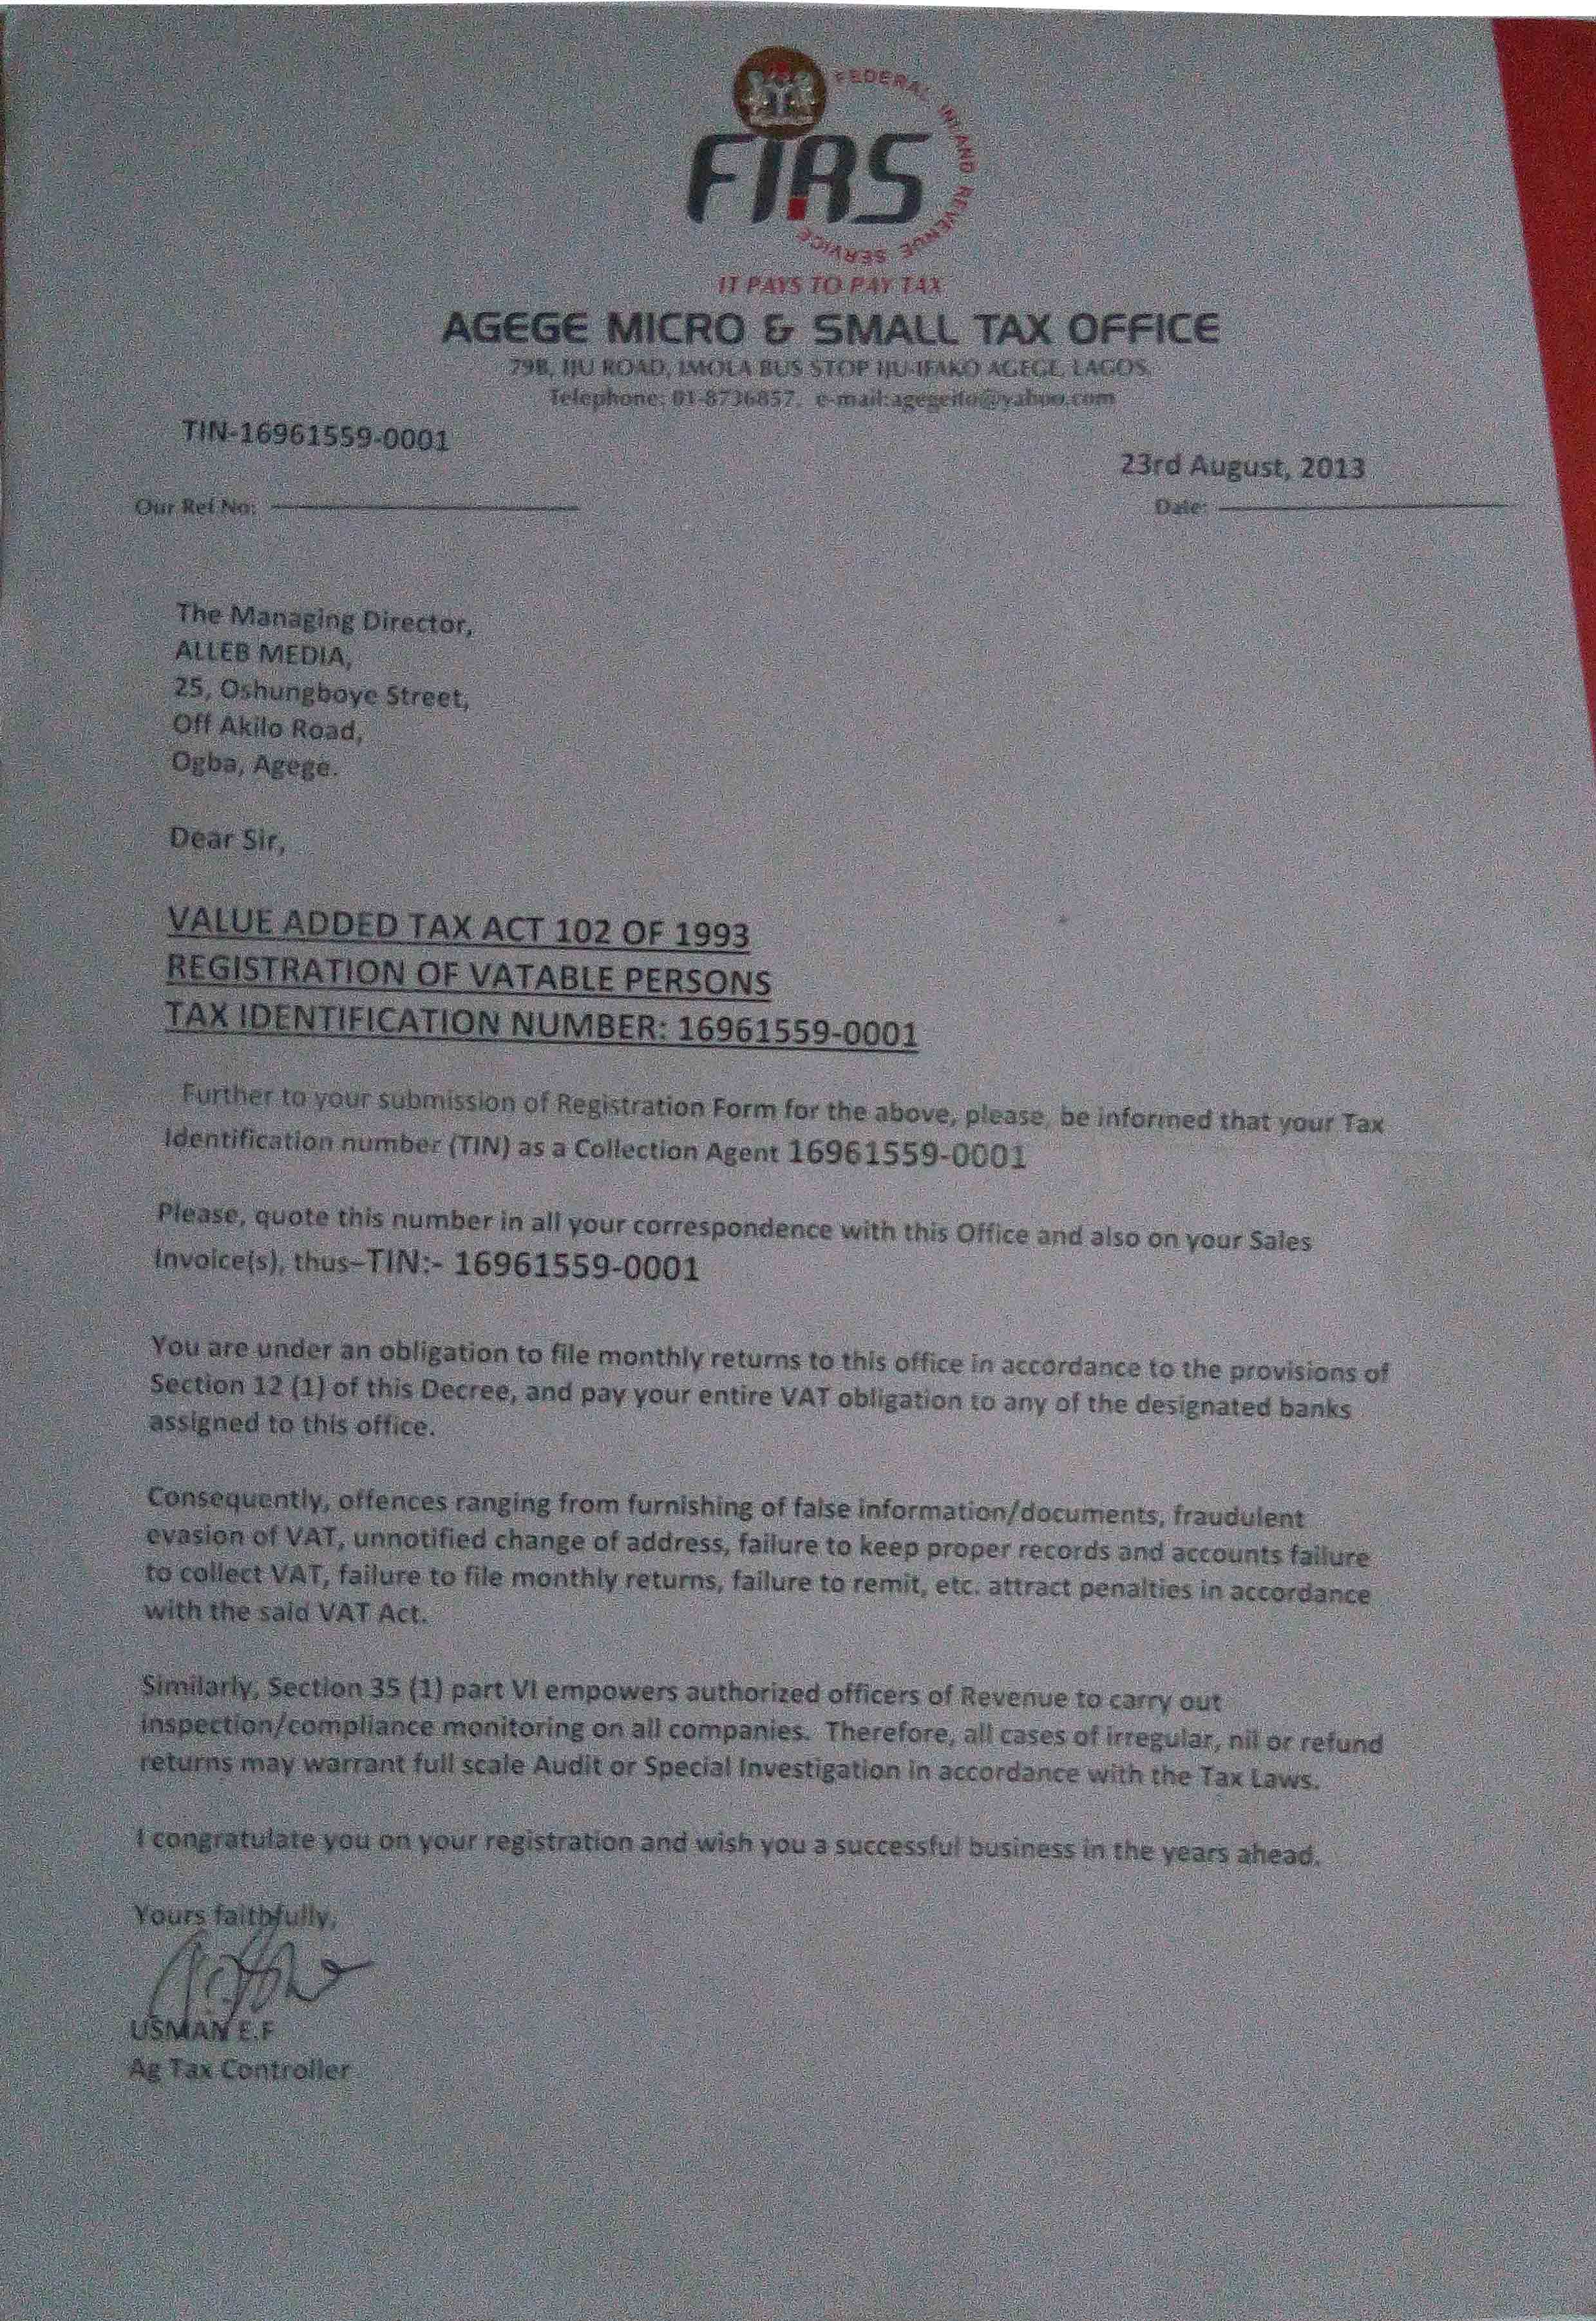 FEDERAL INLAND REVENUE SERVICE
FIRS
IT PAYS TO PAY TAX
AGEGE MICRO & SMALL TAX OFFICE
79B, IJU ROAD, IMOLA BUS STOP IJU-IFAKO AGEGE, LAGOS.
Telephone: 01-8736857, e-mail:agegeito@yahoo.com
TIN-16961559-0001
23rd August, 2013
Our Ref No:
Date:
The Managing Director,
ALLEB MEDIA,
25, Oshungboye Street,
Off Akilo Road,
Ogba, Agege.
Dear Sir,
VALUE ADDED TAX ACT 102 OF 1993
REGISTRATION OF VATABLE PERSONS
TAX IDENTIFICATION NUMBER: 16961559-0001
Further to your submission of Registration Form for the above, please, be informed that your Tax
Identification number (TIN) as a Collection Agent 16961559-0001
Please, quote this number in all your correspondence with this Office and also on your Sales
Invoice(s), thus–TIN:- 16961559-0001
You are under an obligation to file monthly returns to this office in accordance to the provisions of
Section 12 (1) of this Decree, and pay your entire VAT obligation to any of the designated banks
assigned to this office.
Consequently, offences ranging from furnishing of false information/documents, fraudulent
evasion of VAT, unnotified change of address, failure to keep proper records and accounts failure
to collect VAT, failure to file monthly returns, failure to remit, etc. attract penalties in accordance
with the said VAT Act.
Similarly, Section 35 (1) part VI empowers authorized officers of Revenue to carry out
inspection/compliance monitoring on all companies. Therefore, all cases of irregular, nil or refund
returns may warrant full scale Audit or Special Investigation in accordance with the Tax Laws.
I congratulate you on your registration and wish you a successful business in the years ahead.
Yours faithfully,
USMAN E.F
Ag Tax Controller